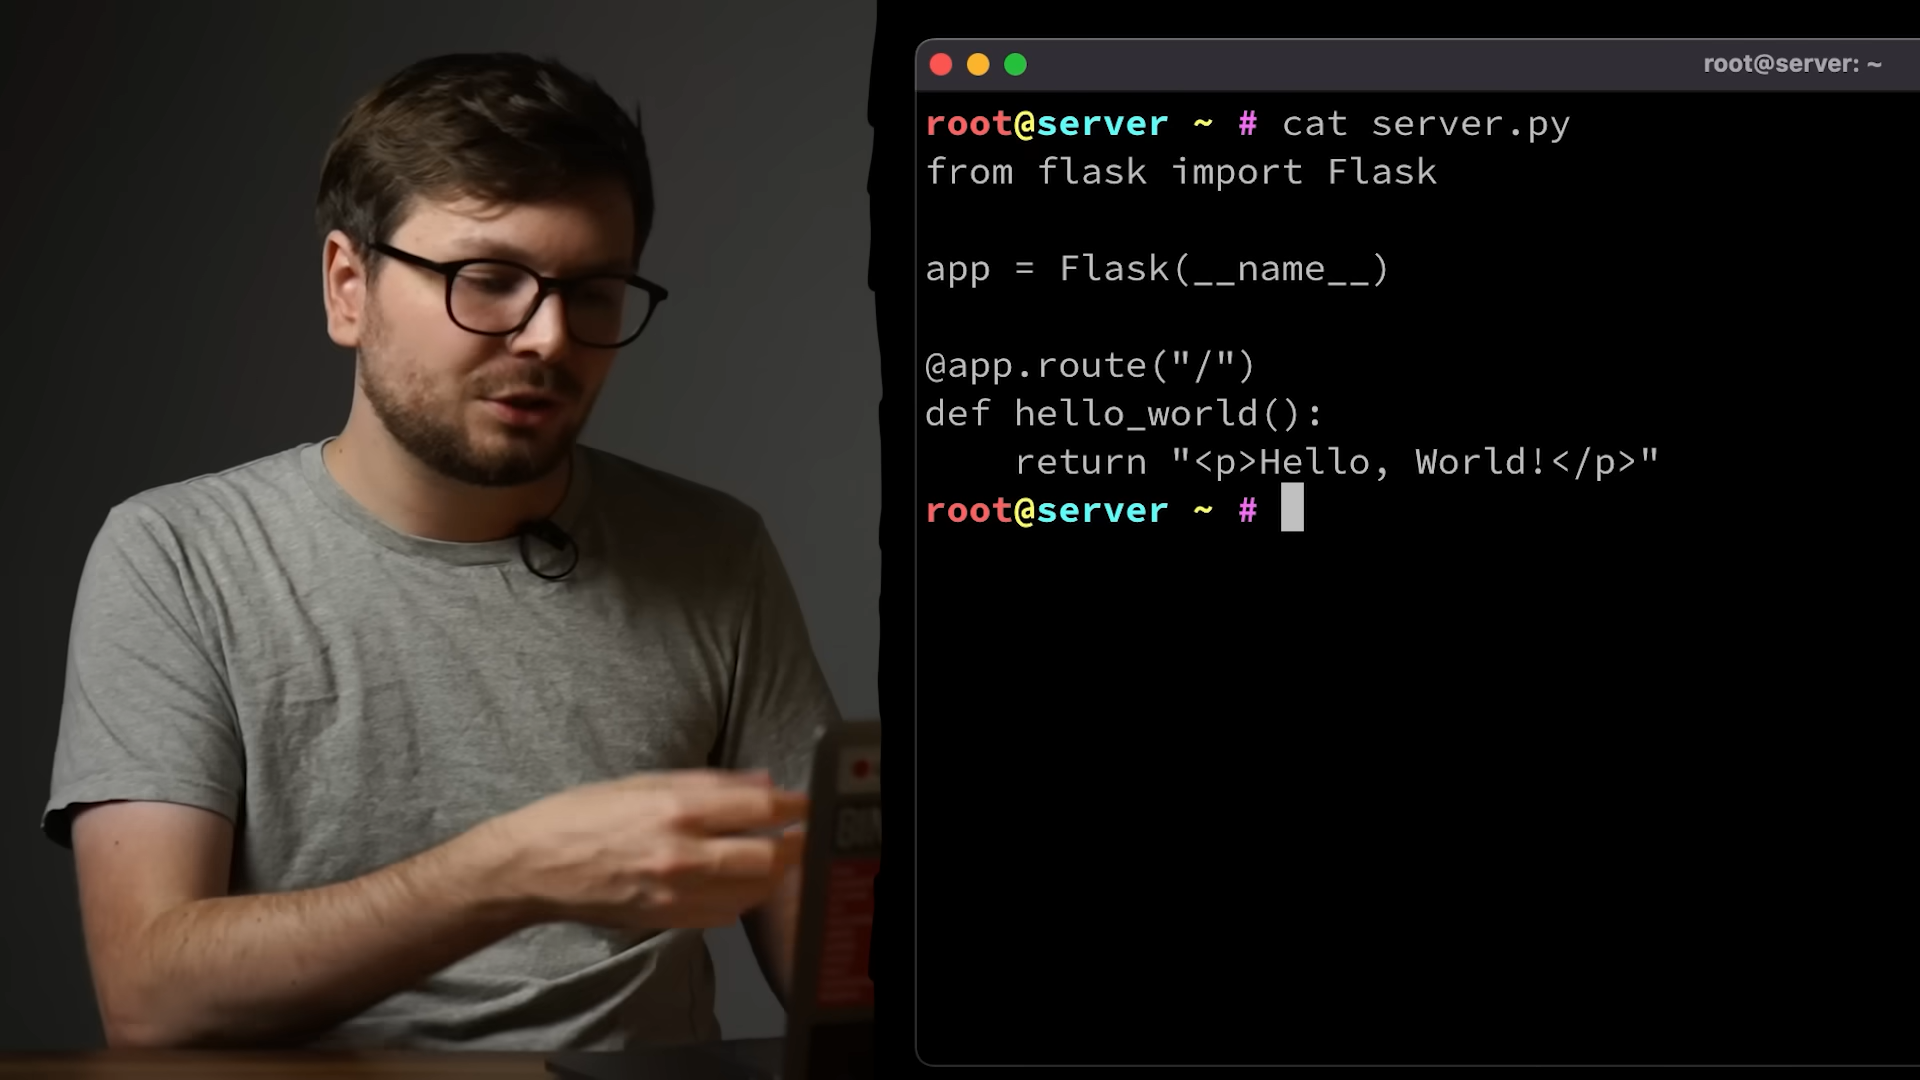 root@server: ~
root@server ~ # cat server.py
from flask import Flask

app = Flask(__name__)

@app.route("/")
def hello_world():
    return "<p>Hello, World!</p>"
root@server ~ #